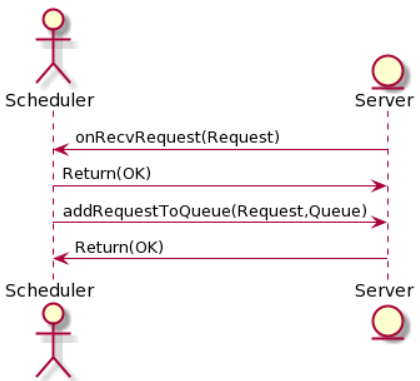 Scheduler
Server
onRecvRequest(Request)
Return(OK)
addRequestToQueue(Request,Queue)
Return(OK)
Scheduler
Server